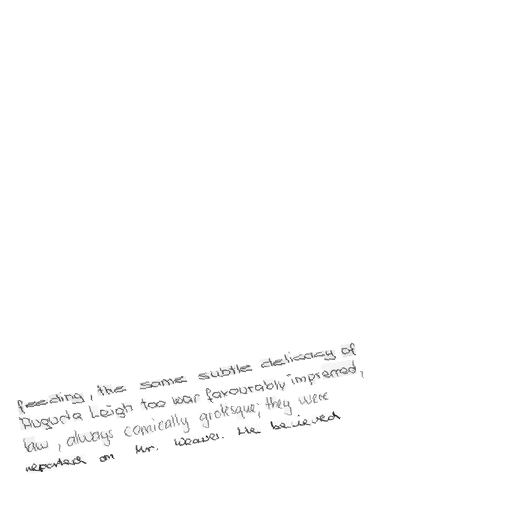 feeding, the same subtle delicacy of
Augusta Leigh too was favourably impressed,
law, always comically grotesque; they were
reported on Mr. Weaver. He believed